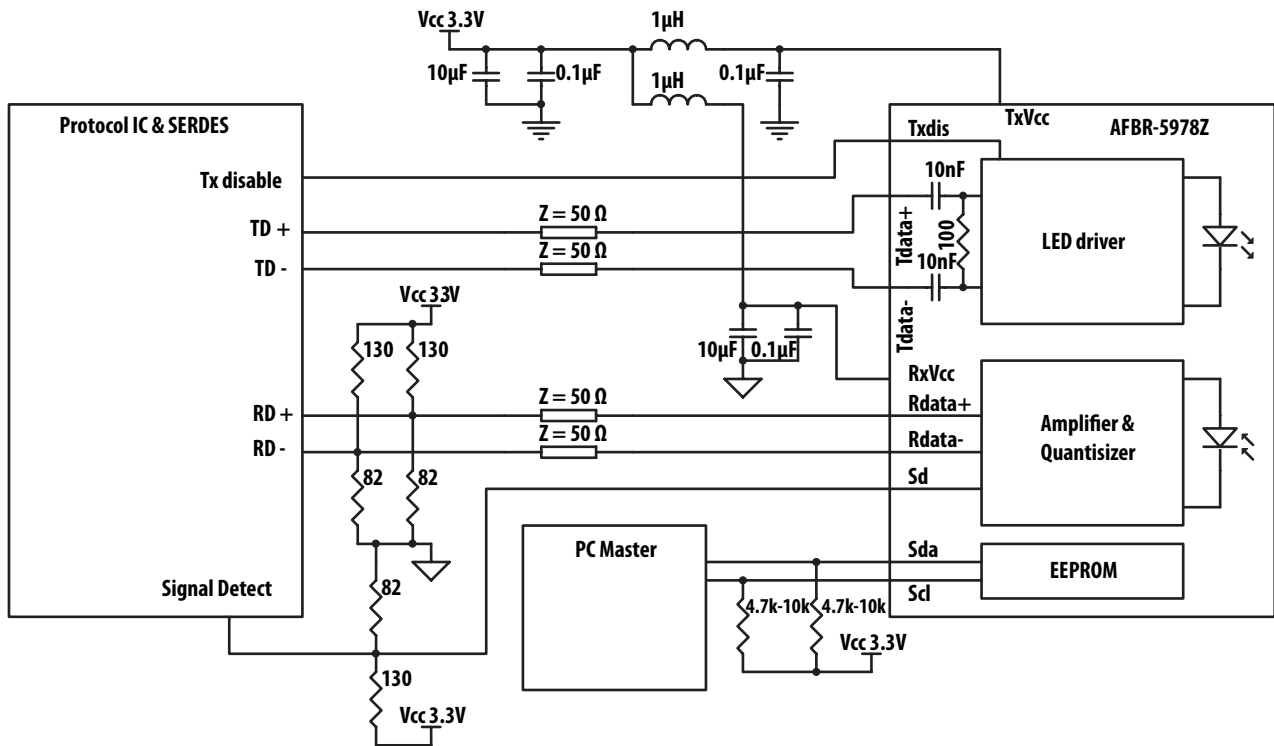 Vcc 3.3V
1µH
10µF
0.1µF
1µH
0.1µF
Protocol IC & SERDES
TxVcc
AFBR-5978Z
Txdis
Tx disable
10nF
TD +
Z = 50 Ω
Tdata+
100
LED driver
TD -
Z = 50 Ω
10nF
Vcc 33V
Tdata-
130
130
10µF
0.1µF
RxVcc
RD +
Z = 50 Ω
Rdata+
Amplifier &
Quantisizer
RD -
Z = 50 Ω
Rdata-
82
82
Sd
PC Master
Sda
EEPROM
Signal Detect
82
Scl
4.7k-10k
4.7k-10k
Vcc 3.3V
130
Vcc 3.3V